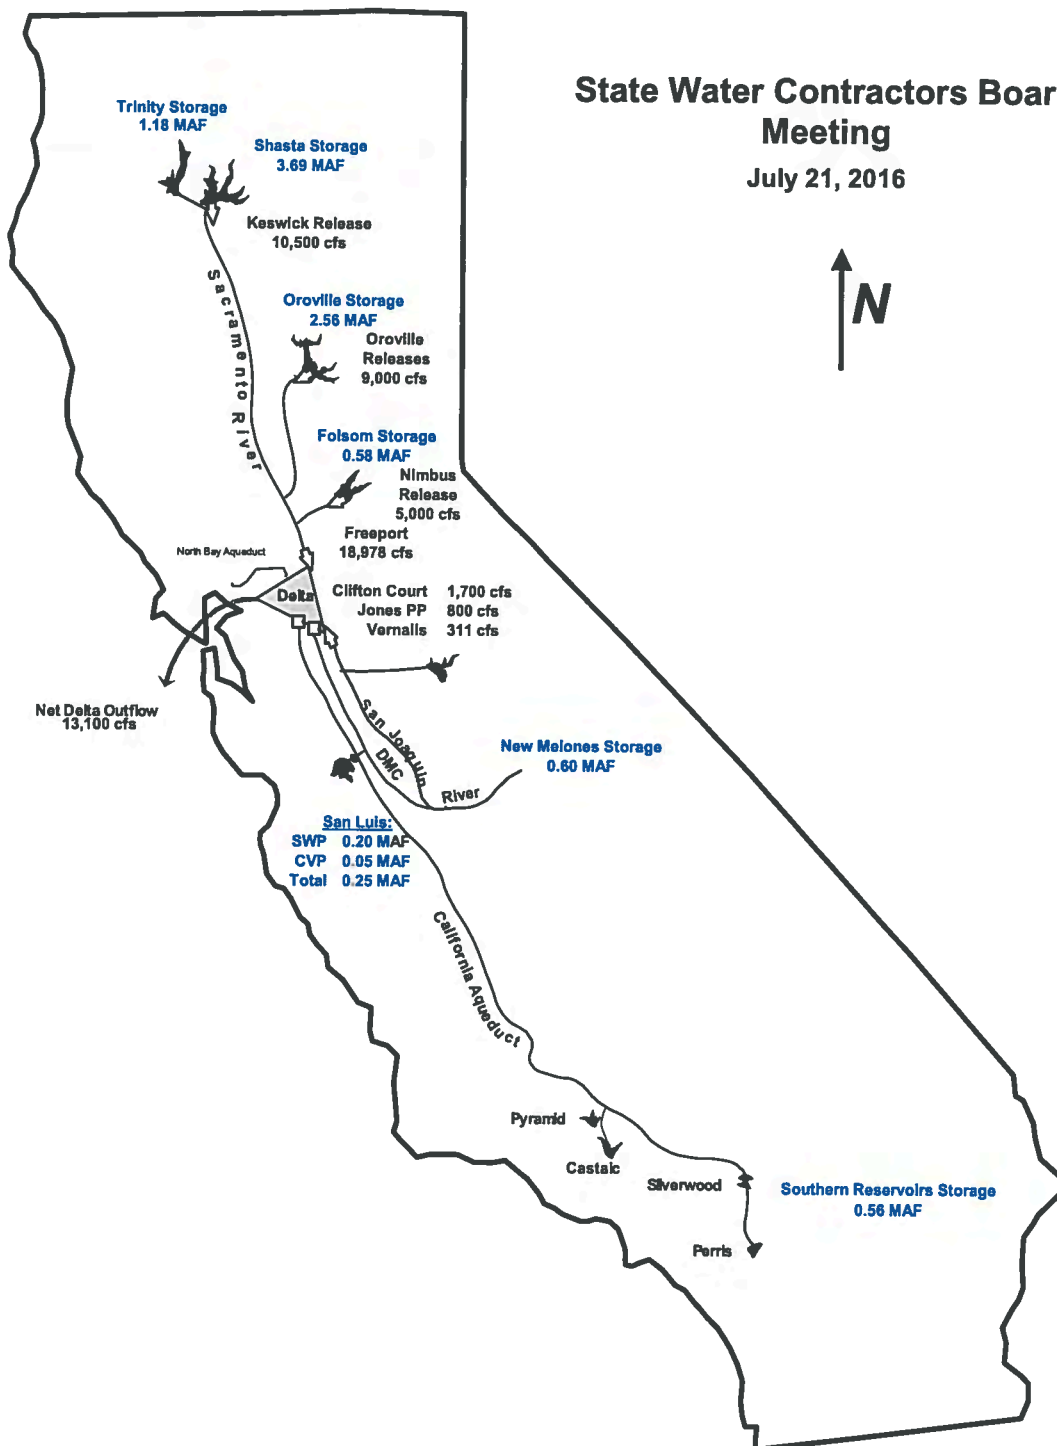 State Water Contractors Boar
Meeting
July 21, 2016
N
Trinity Storage
1.18 MAF
Shasta Storage
3.69 MAF
Keswick Release
10,500 cfs
Sacramento River
Oroville Storage
2.56 MAF
Oroville
Releases
9,000 cfs
Folsom Storage
0.58 MAF
Nimbus
Release
5,000 cfs
Freeport
18,978 cfs
North Bay Aqueduct
Delta
Clifton Court 1,700 cfs
Jones PP 800 cfs
Vernalis 311 cfs
Net Delta Outflow
13,100 cfs
San Joaquin
River
DMC
New Melones Storage
0.60 MAF
San Luis:
SWP 0.20 MAF
CVP 0.05 MAF
Total 0.25 MAF
California Aqueduct
Pyramid
Castaic
Silverwood
Southern Reservoirs Storage
0.56 MAF
Perris